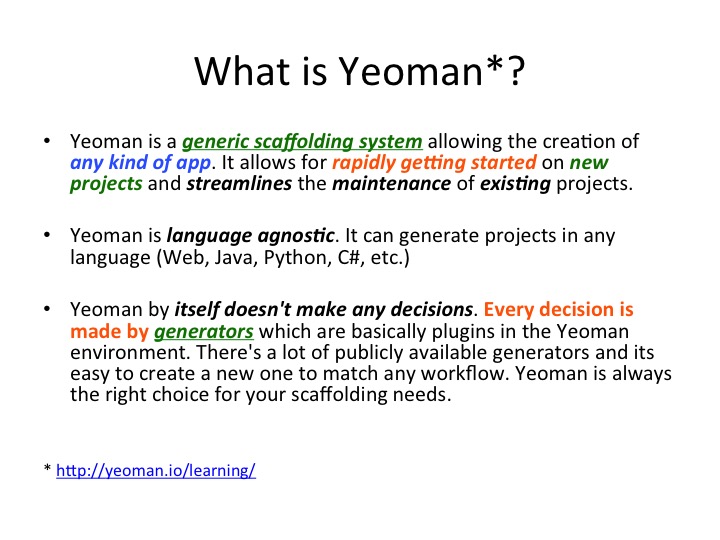 What is Yeoman*?
• Yeoman is a generic scaffolding system allowing the creation of
any kind of app. It allows for rapidly getting started on new
projects and streamlines the maintenance of existing projects.
• Yeoman is language agnostic. It can generate projects in any
language (Web, Java, Python, C#, etc.)
• Yeoman by itself doesn't make any decisions. Every decision is
made by generators which are basically plugins in the Yeoman
environment. There's a lot of publicly available generators and its
easy to create a new one to match any workflow. Yeoman is always
the right choice for your scaffolding needs.
* http://yeoman.io/learning/